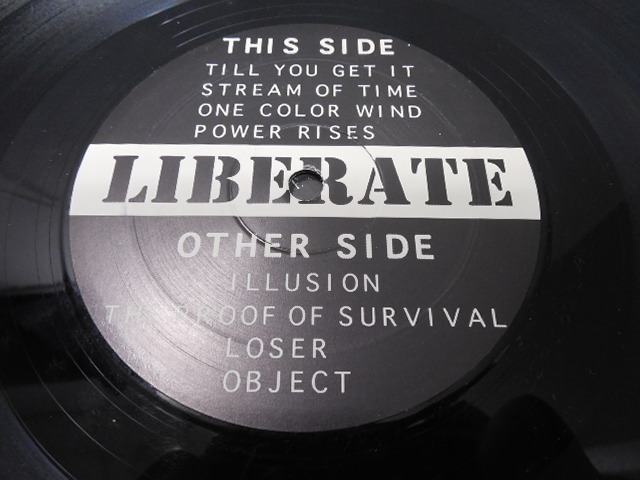 THIS SIDE
TILL YOU GET IT
STREAM OF TIME
ONE COLOR WIND
POWER RISES
LIBERATE
OTHER SIDE
ILLUSION
THE PROOF OF SURVIVAL
LOSER
OBJECT